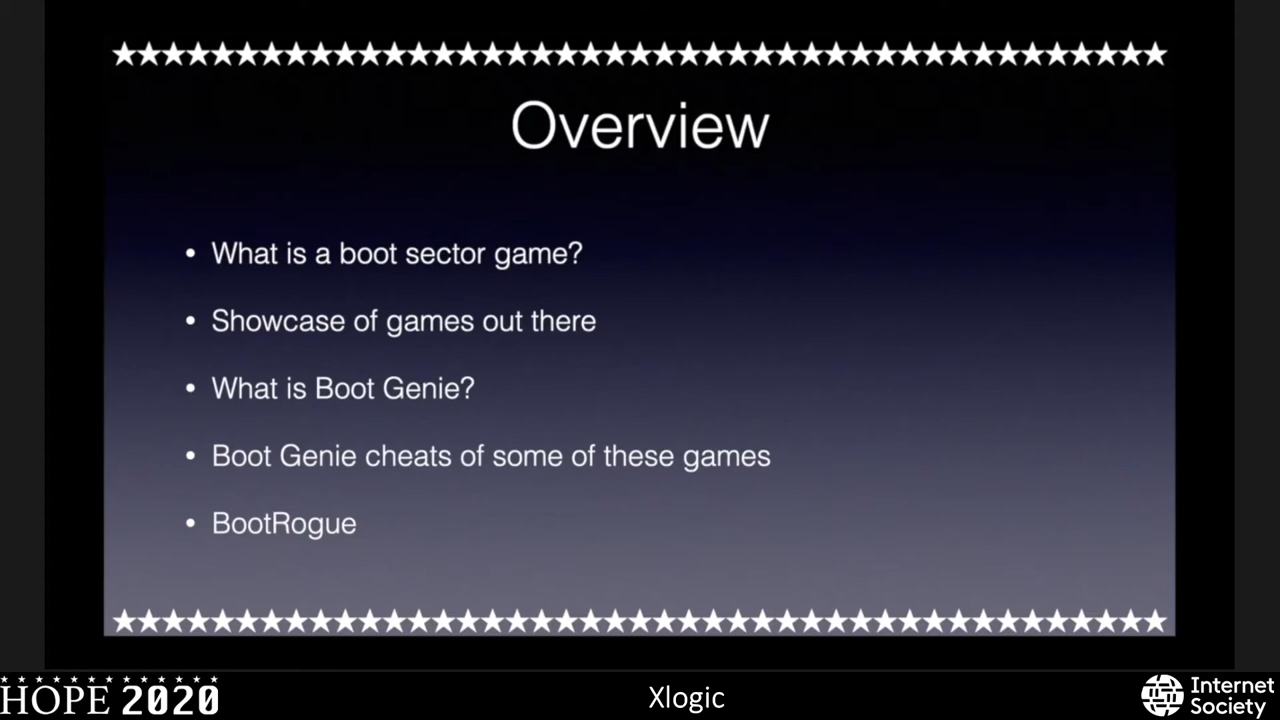 Overview
• What is a boot sector game?
• Showcase of games out there
• What is Boot Genie?
• Boot Genie cheats of some of these games
• BootRogue
HOPE 2020
Xlogic
Internet
Society